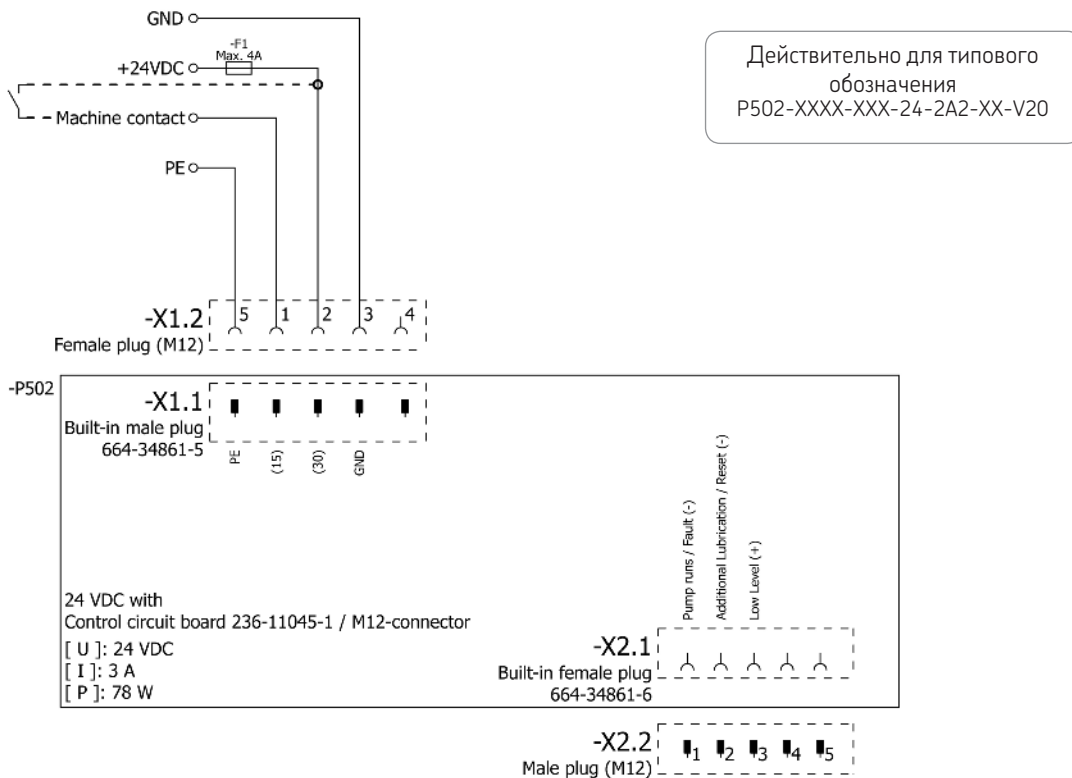 GND
-F1
Max. 4A
+24VDC
Machine contact
PE
Действительно для типового
обозначения
P502-XXXX-XXX-24-2A2-XX-V20
-X1.2
Female plug (M12)
5 1 2 3 4
-P502
-X1.1
Built-in male plug
664-34861-5
PE
(15)
(30)
GND
Pump runs / Fault (-)
Additional Lubrication / Reset (-)
Low Level (+)
24 VDC with
Control circuit board 236-11045-1 / M12-connector
[ U ]: 24 VDC
[ I ]: 3 A
[ P ]: 78 W
-X2.1
Built-in female plug
664-34861-6
-X2.2
Male plug (M12)
1 2 3 4 5